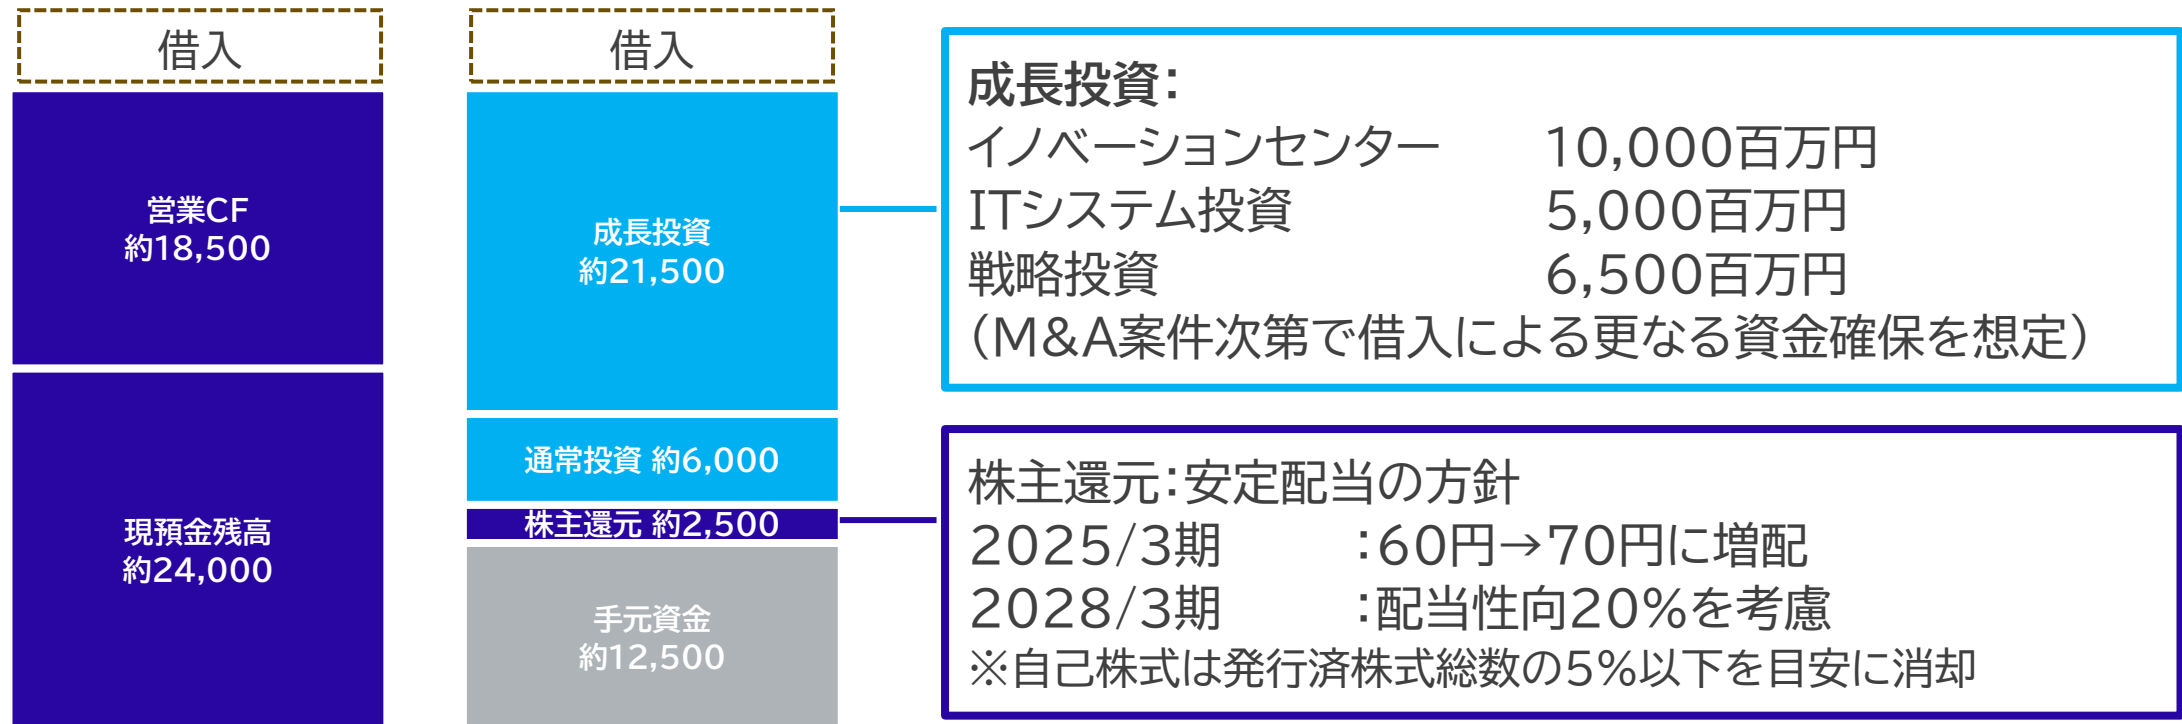 借入
営業CF
約18,500
現預金残高
約24,000
借入
成長投資
約21,500
通常投資 約6,000
株主還元 約2,500
手元資金
約12,500
成長投資：
イノベーションセンター 10,000百万円
ITシステム投資 5,000百万円
戦略投資 6,500百万円
（M&A案件次第で借入による更なる資金確保を想定）
株主還元：安定配当の方針
2025/3期 ：60円→70円に増配
2028/3期 ：配当性向20%を考慮
※自己株式は発行済株式総数の5%以下を目安に消却